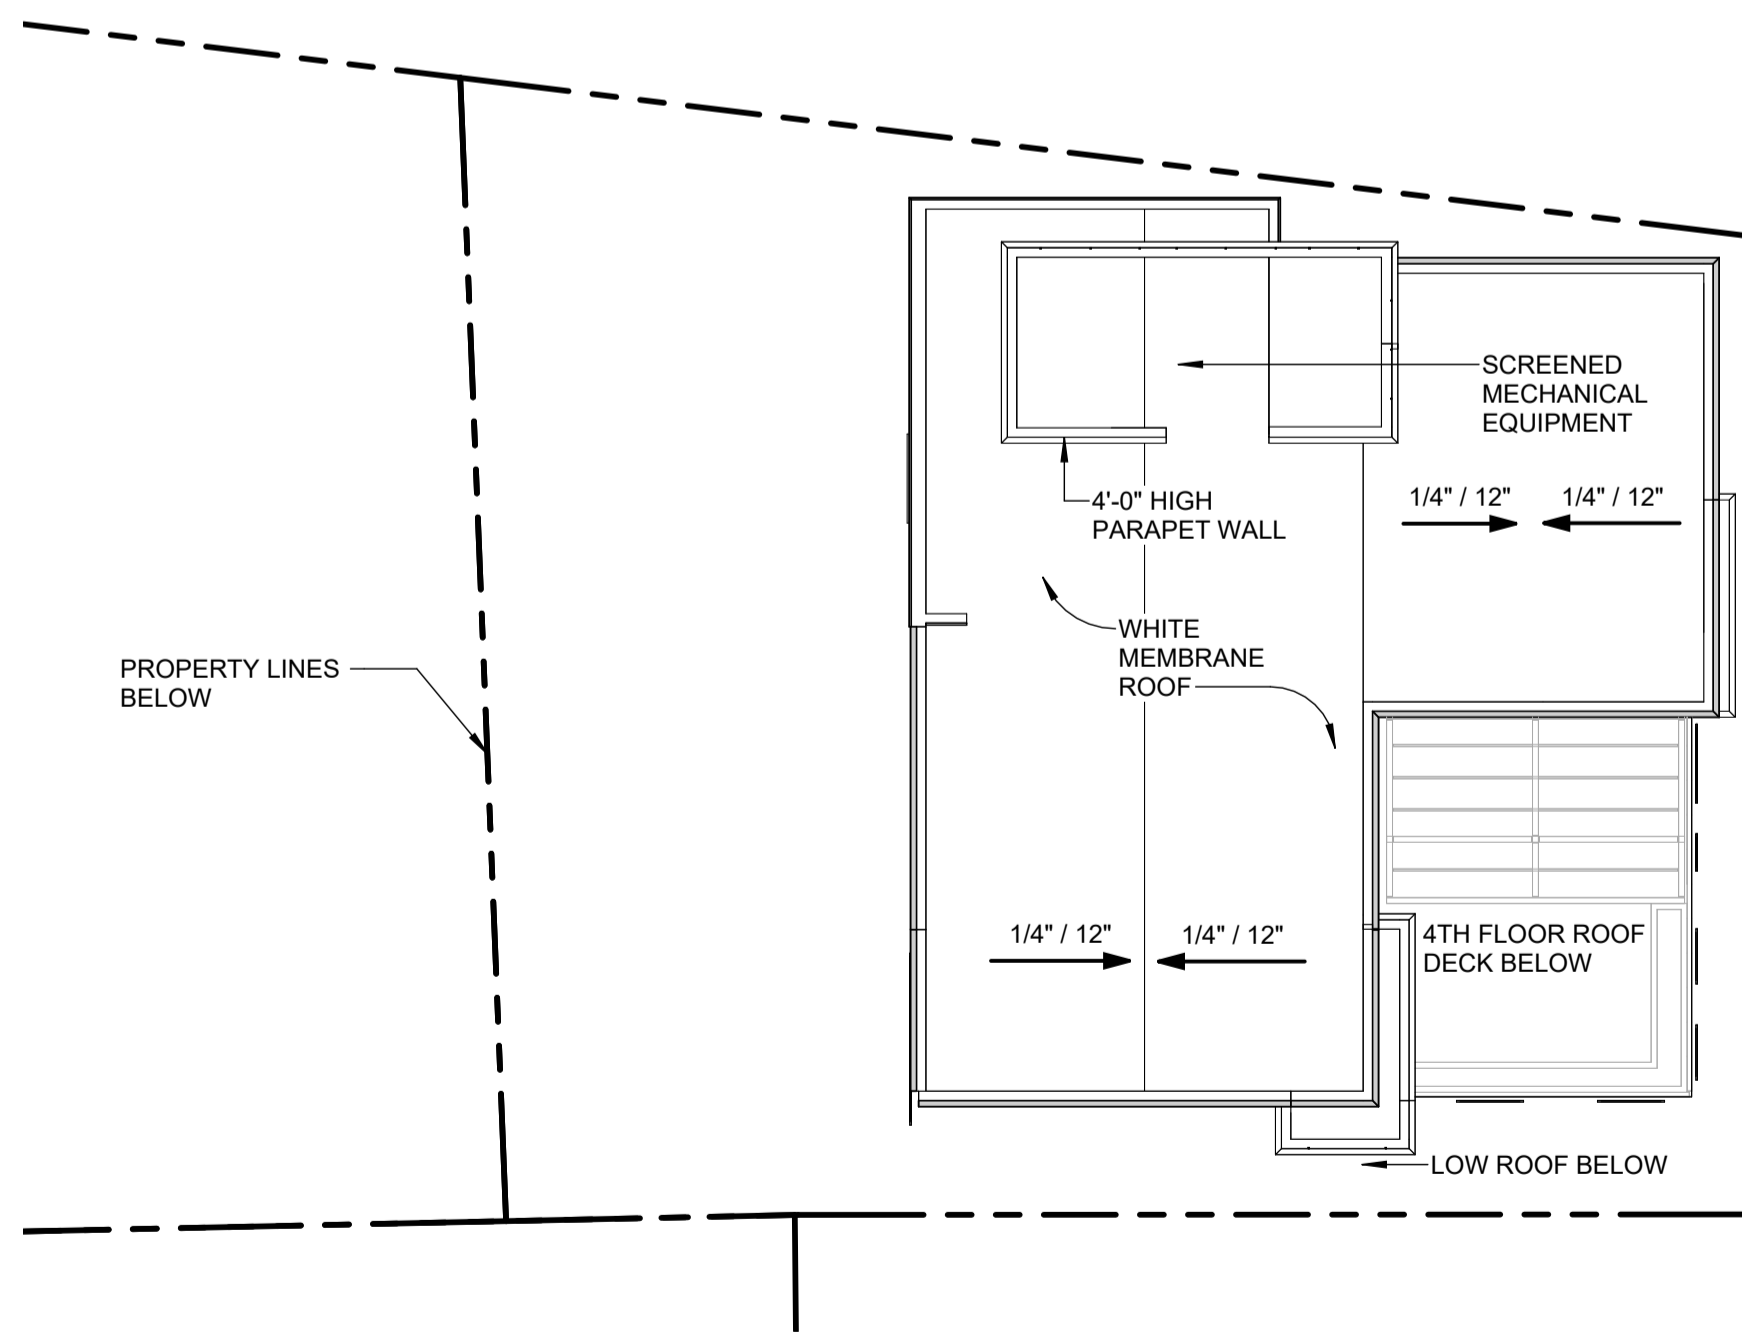 SCREENED
MECHANICAL
EQUIPMENT
1/4" / 12"
1/4" / 12"
4'-0" HIGH
PARAPET WALL
WHITE
MEMBRANE
ROOF
PROPERTY LINES
BELOW
1/4" / 12"
1/4" / 12"
4TH FLOOR ROOF
DECK BELOW
LOW ROOF BELOW